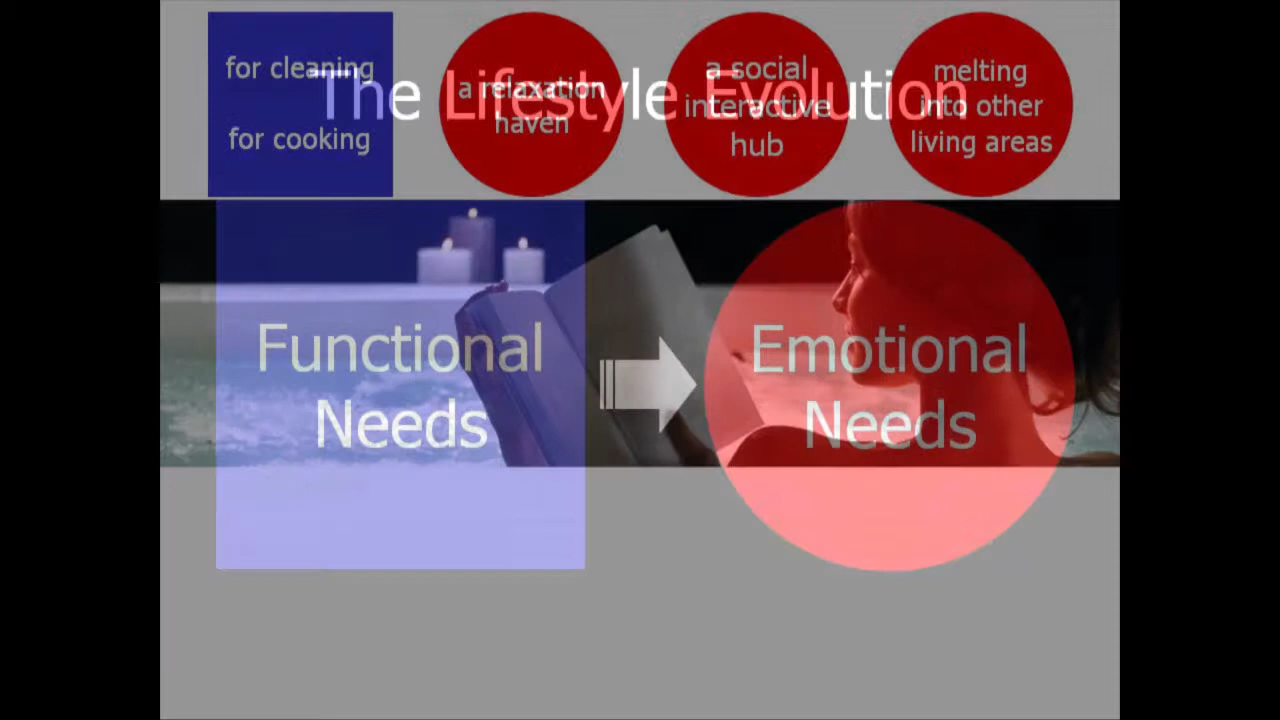 The Lifestyle Evolution
for cleaning
for cooking
a relaxation
haven
a social
interactive
hub
melting
into other
living areas
Functional
Needs
Emotional
Needs